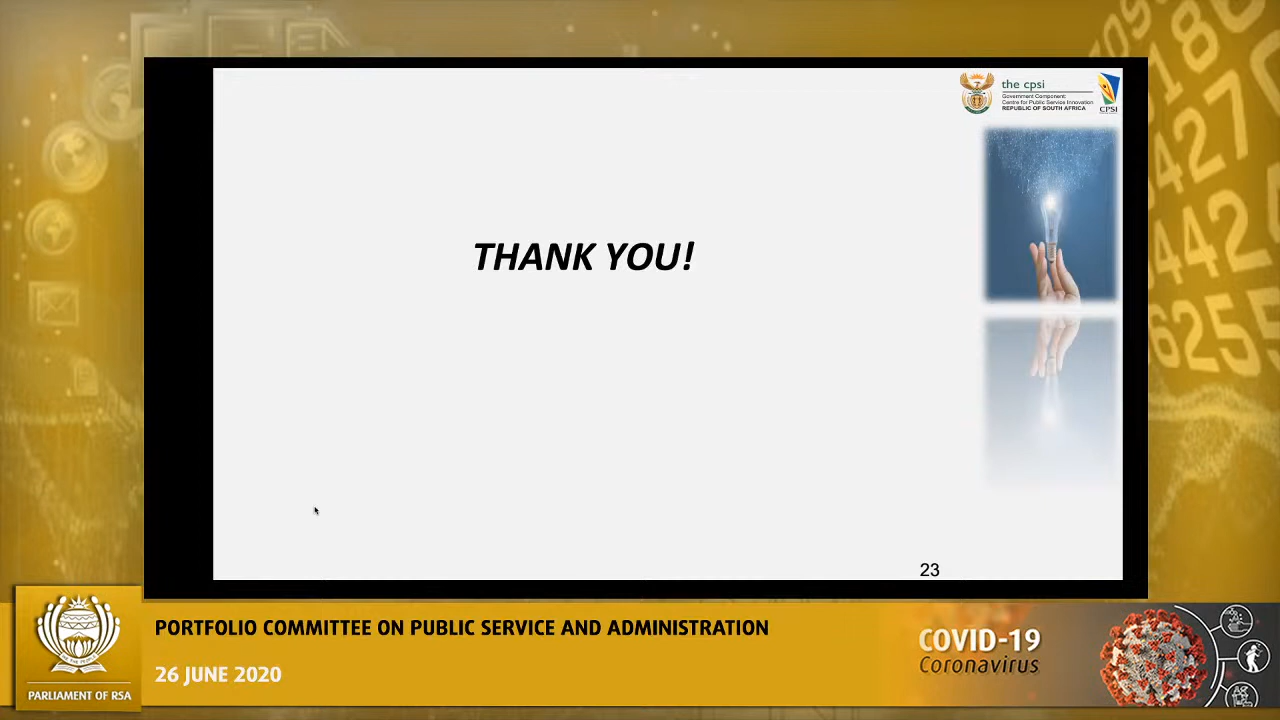 the cpsi
Government Component:
Centre for Public Service Innovation
REPUBLIC OF SOUTH AFRICA
CPSI
THANK YOU!
23
PORTFOLIO COMMITTEE ON PUBLIC SERVICE AND ADMINISTRATION
26 JUNE 2020
PARLIAMENT OF RSA
COVID-19
Coronavirus